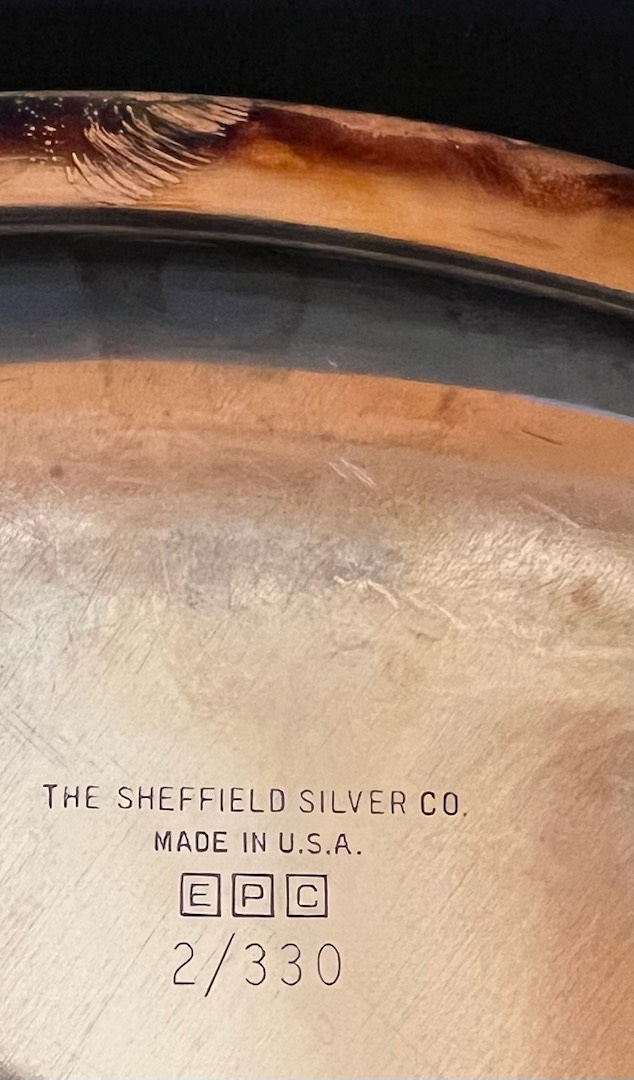 THE SHEFFIELD SILVER CO.
MADE IN U.S.A.
E P C
2/330